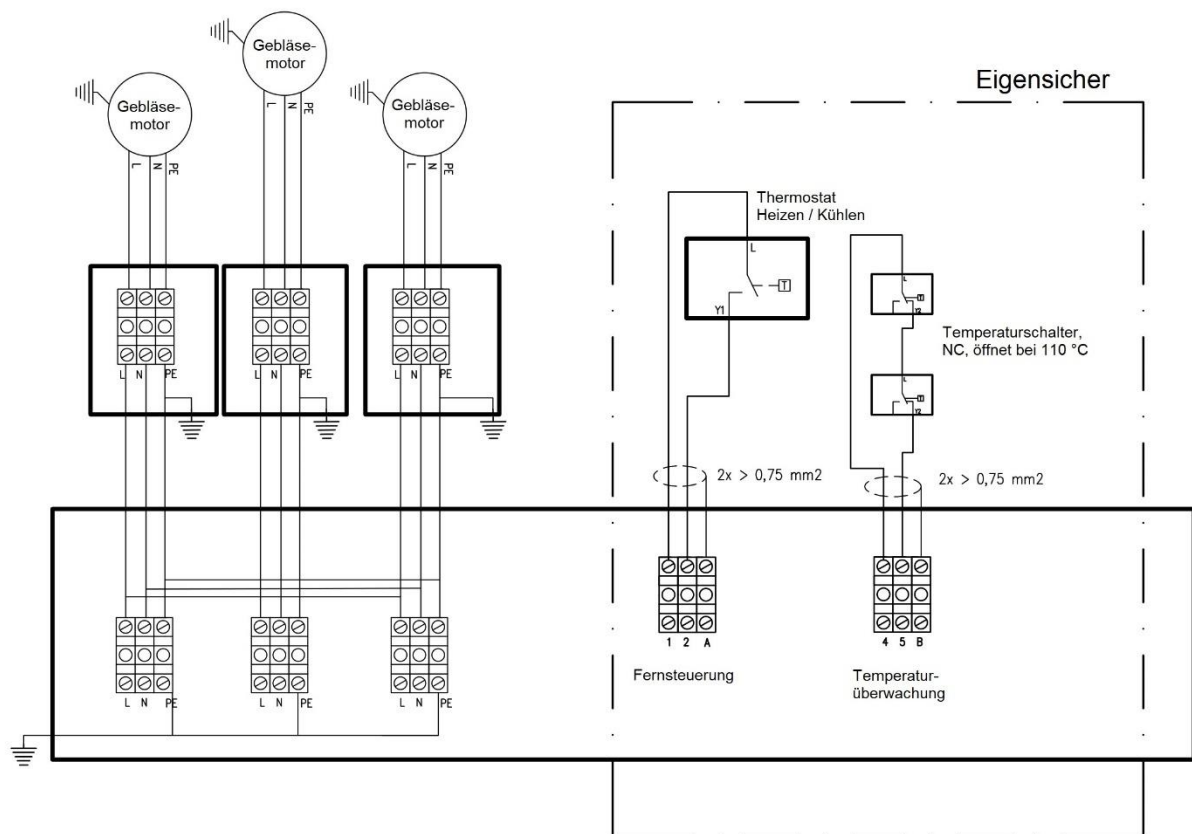 Gebläse-
motor
Gebläse-
motor
Gebläse-
motor
L N PE
L N PE
L N PE
Eigensicher
Thermostat
Heizen / Kühlen
L
T
Y1
L
T
Y2
Temperaturschalter,
NC, öffnet bei 110 °C
L
T
Y2
L N PE
L N PE
L N PE
2x > 0,75 mm2
2x > 0,75 mm2
1 2 A
4 5 B
Fernsteuerung
Temperatur-
überwachung
L N PE
L N PE
L N PE